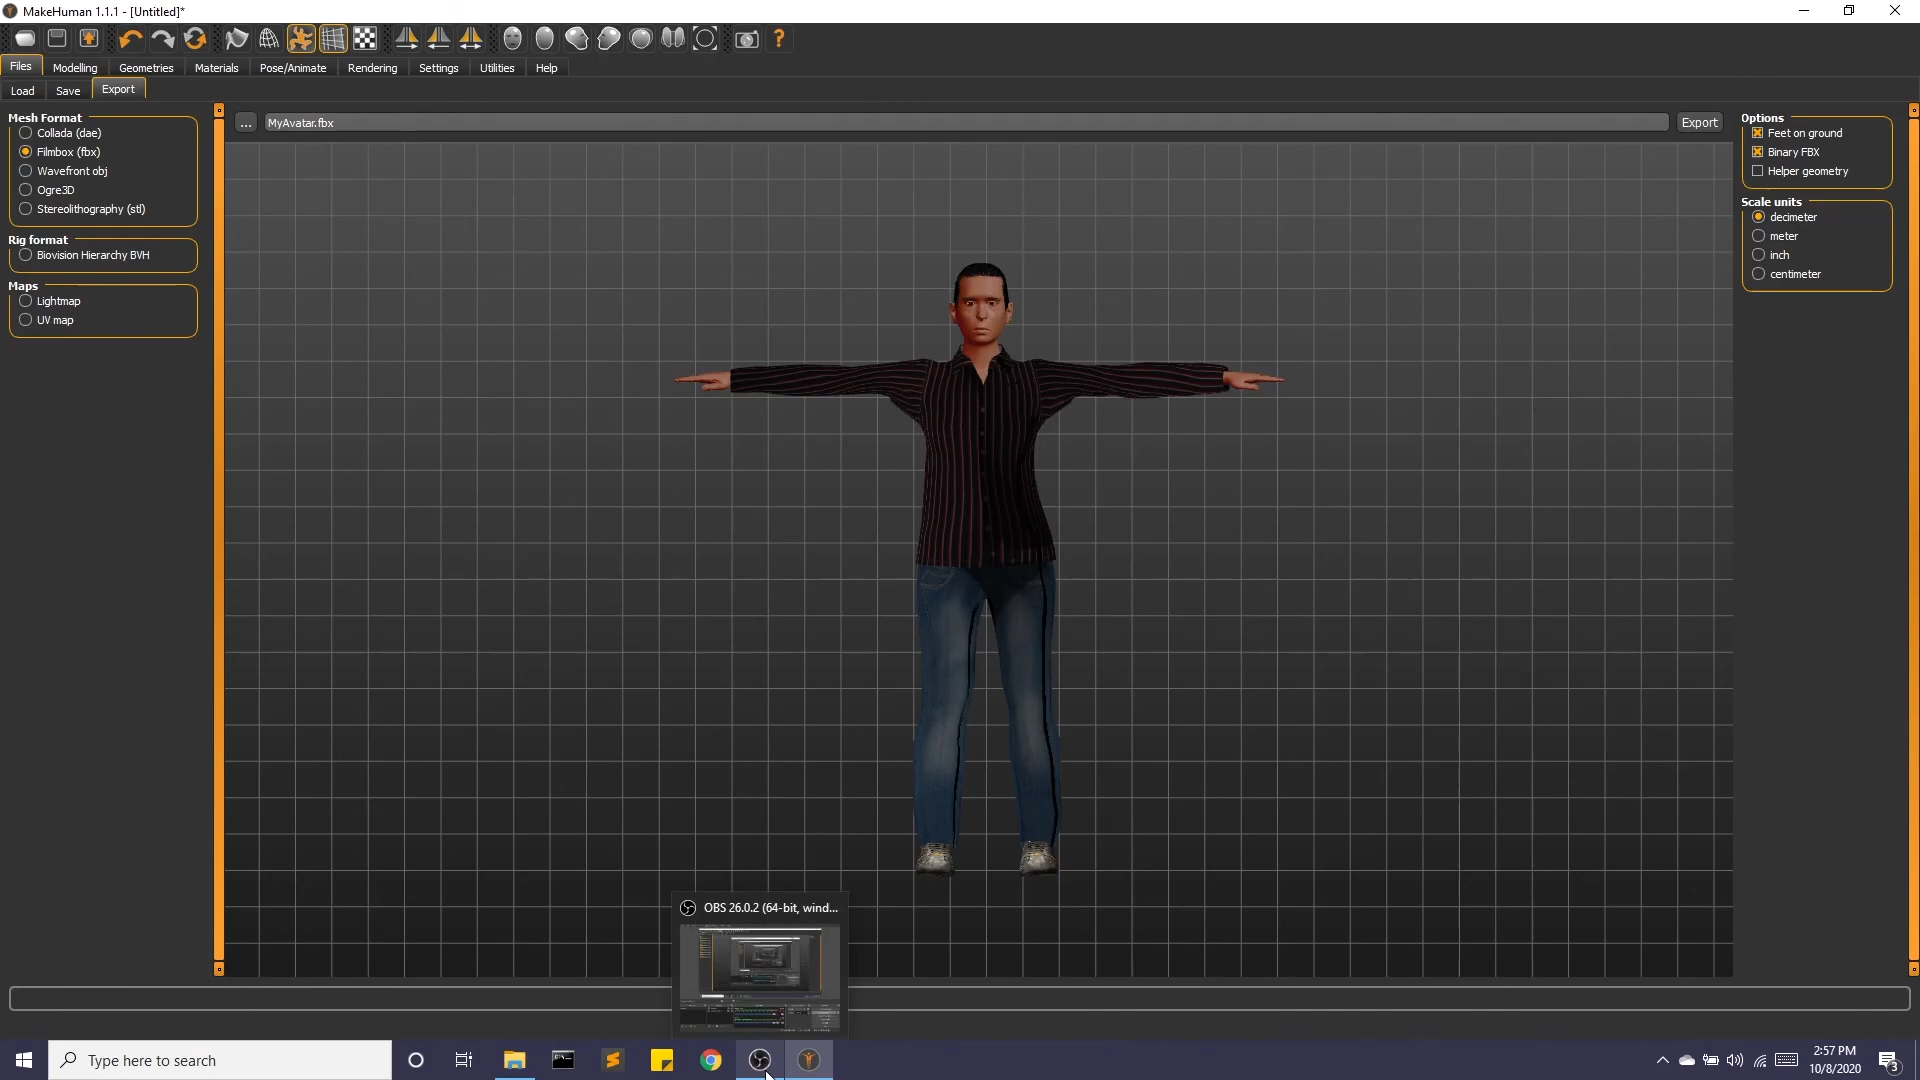 MakeHuman 1.1.1 - [Untitled]*
Files Modelling Geometries Materials Pose/Animate Rendering Settings Utilities Help
Load Save Export
... MyAvatar.fbx Export
Mesh Format
Collada (dae)
Filmbox (fbx)
Wavefront obj
Ogre3D
Stereolithography (stl)
Rig format
Biovision Hierarchy BVH
Maps
Lightmap
UV map
Options
Feet on ground
Binary FBX
Helper geometry
Scale units
decimeter
meter
inch
centimeter
OBS 26.0.2 (64-bit, wind...
Type here to search
2:57 PM
10/8/2020
3